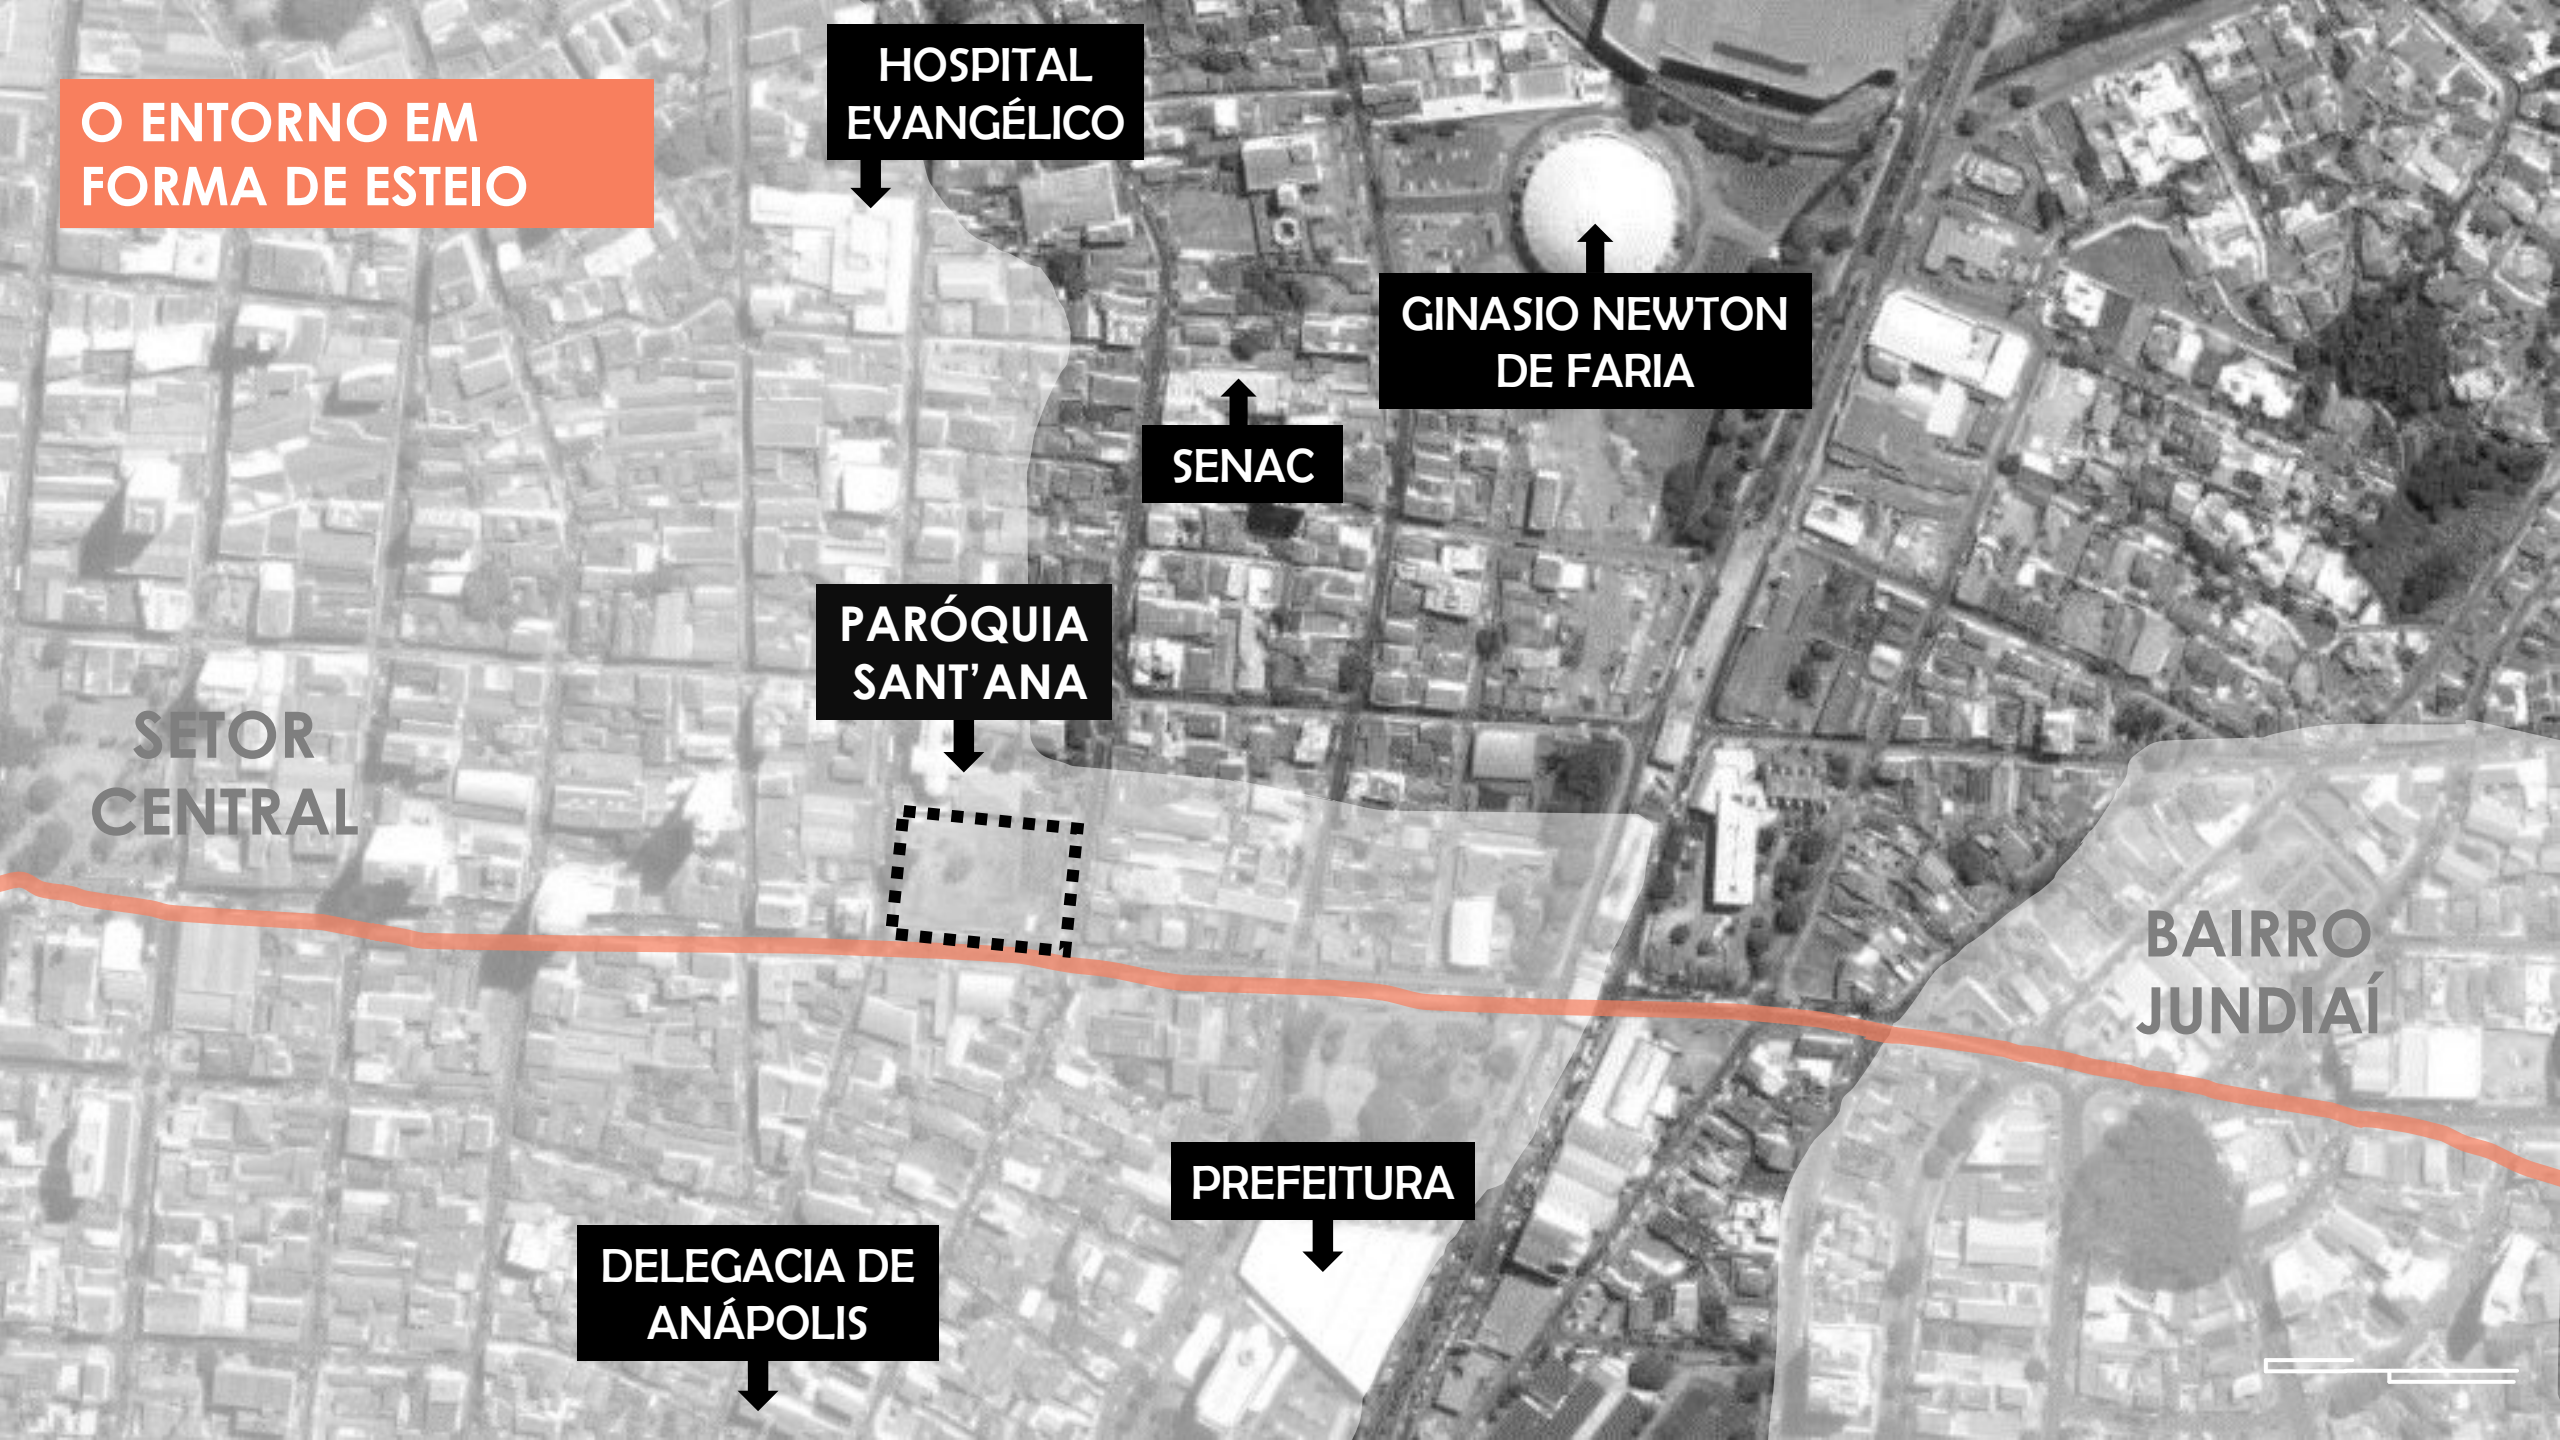 O ENTORNO EM
FORMA DE ESTEIO
HOSPITAL
EVANGÉLICO
GINASIO NEWTON
DE FARIA
SENAC
PARÓQUIA
SANT’ANA
SETOR
CENTRAL
BAIRRO
JUNDIAÍ
PREFEITURA
DELEGACIA DE
ANÁPOLIS